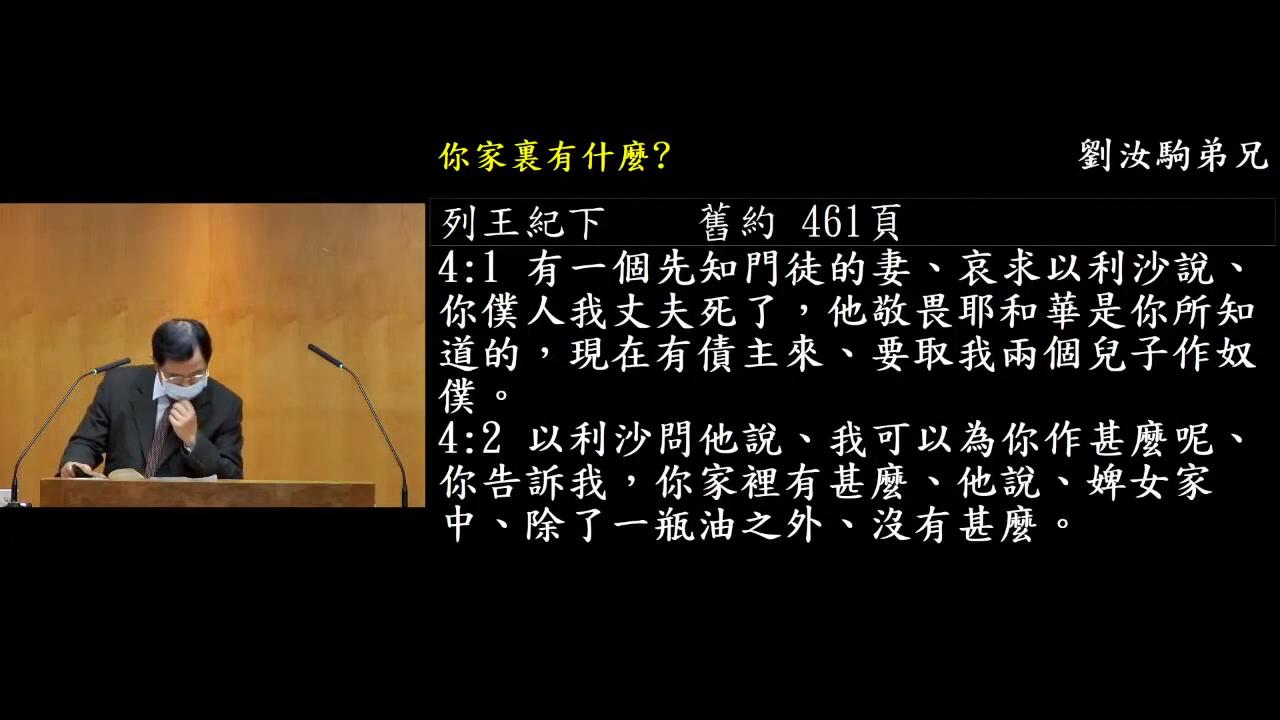 你家裏有什麼?
劉汝駒弟兄
列王紀下 舊約 461頁
4:1 有一個先知門徒的妻、哀求以利沙說、
你僕人我丈夫死了，他敬畏耶和華是你所知
道的，現在有債主來、要取我兩個兒子作奴
僕。
4:2 以利沙問他說、我可以為你作甚麼呢、
你告訴我，你家裡有甚麼、他說、婢女家
中、除了一瓶油之外、沒有甚麼。